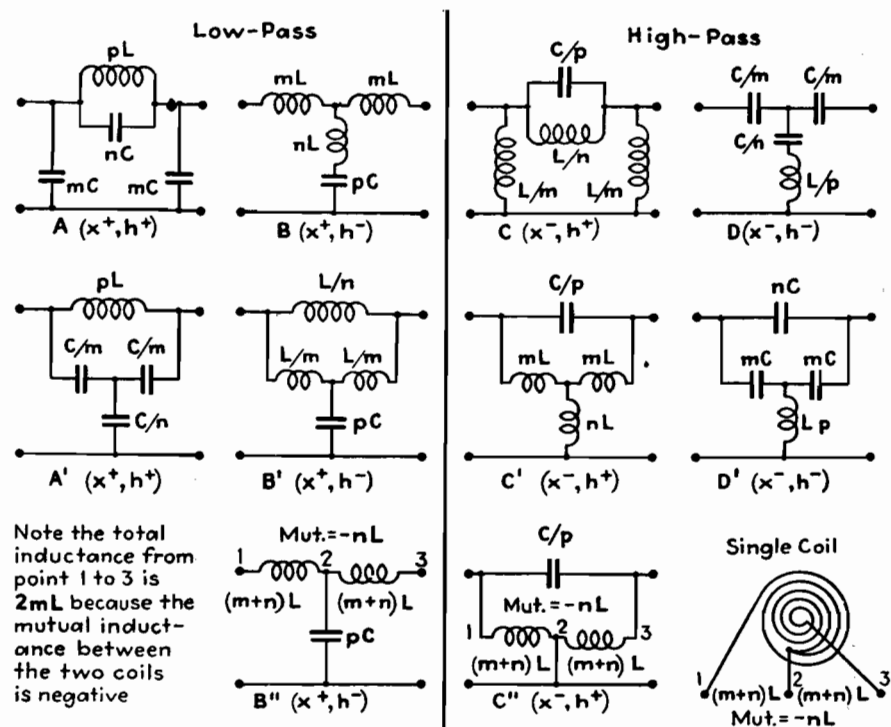 Low-Pass
High-Pass
pL
nC
mC
mC
A (x⁺, h⁺)
mL
mL
nL
pC
B (x⁺, h⁻)
C/p
L/n
L/m
L/m
C (x⁻, h⁺)
C/m
C/m
C/n
L/p
D(x⁻, h⁻)
pL
C/m
C/m
C/n
A' (x⁺, h⁺)
L/n
L/m
L/m
pC
B' (x⁺, h⁻)
C/p
mL
mL
nL
C' (x⁻, h⁺)
nC
mC
mC
Lp
D' (x⁻, h⁻)
Note the total
inductance from
point 1 to 3 is
2mL because the
mutual induct-
ance between
the two coils
is negative
Mut.=-nL
1
2
3
(m+n)L
(m+n)L
pC
B" (x⁺, h⁻)
C/p
Mut.=-nL
1
2
3
(m+n)L
(m+n)L
C" (x⁻, h⁺)
Single Coil
1
2
3
(m+n)L
(m+n)L
Mut.=-nL